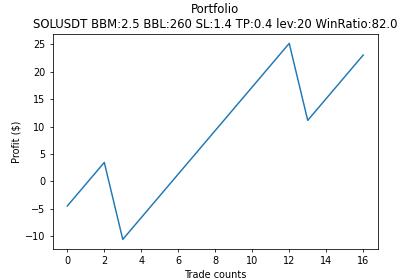 Portfolio
SOLUSDT BBM:2.5 BBL:260 SL:1.4 TP:0.4 lev:20 WinRatio:82.0
25
20
15
10
5
0
−5
−10
Profit ($)
0 2 4 6 8 10 12 14 16
Trade counts